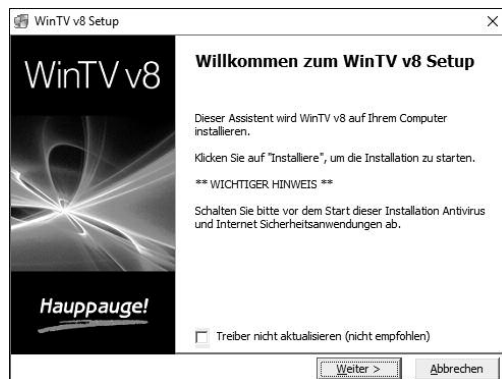 WinTV v8 Setup
WinTV v8
Hauppauge!
Willkommen zum WinTV v8 Setup
Dieser Assistent wird WinTV v8 auf Ihrem Computer
installieren.
Klicken Sie auf "Installiere", um die Installation zu starten.
** WICHTIGER HINWEIS **
Schalten Sie bitte vor dem Start dieser Installation Antivirus
und Internet Sicherheitsanwendungen ab.
Treiber nicht aktualisieren (nicht empfohlen)
Weiter >
Abbrechen